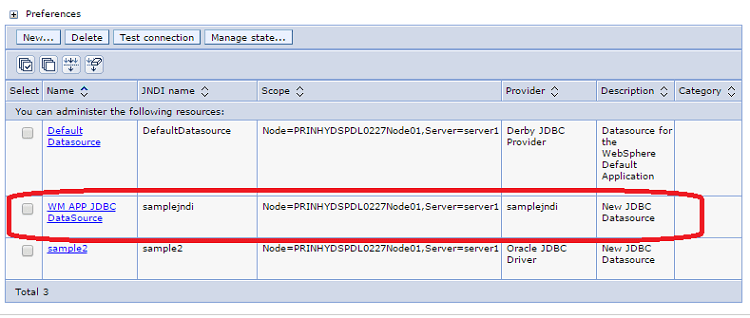 Preferences
New... Delete Test connection Manage state...
Select Name JNDI name Scope Provider Description Category
You can administer the following resources:
Default DefaultDatasource Node=PRINHYDSPDL0227Node01,Server=server1 Derby JDBC Datasource for
Datasource Provider the
WebSphere
Default
Application
WM APP JDBC samplejndi Node=PRINHYDSPDL0227Node01,Server=server1 samplejndi New JDBC
DataSource Datasource
sample2 sample2 Node=PRINHYDSPDL0227Node01,Server=server1 Oracle JDBC New JDBC
Driver Datasource
Total 3